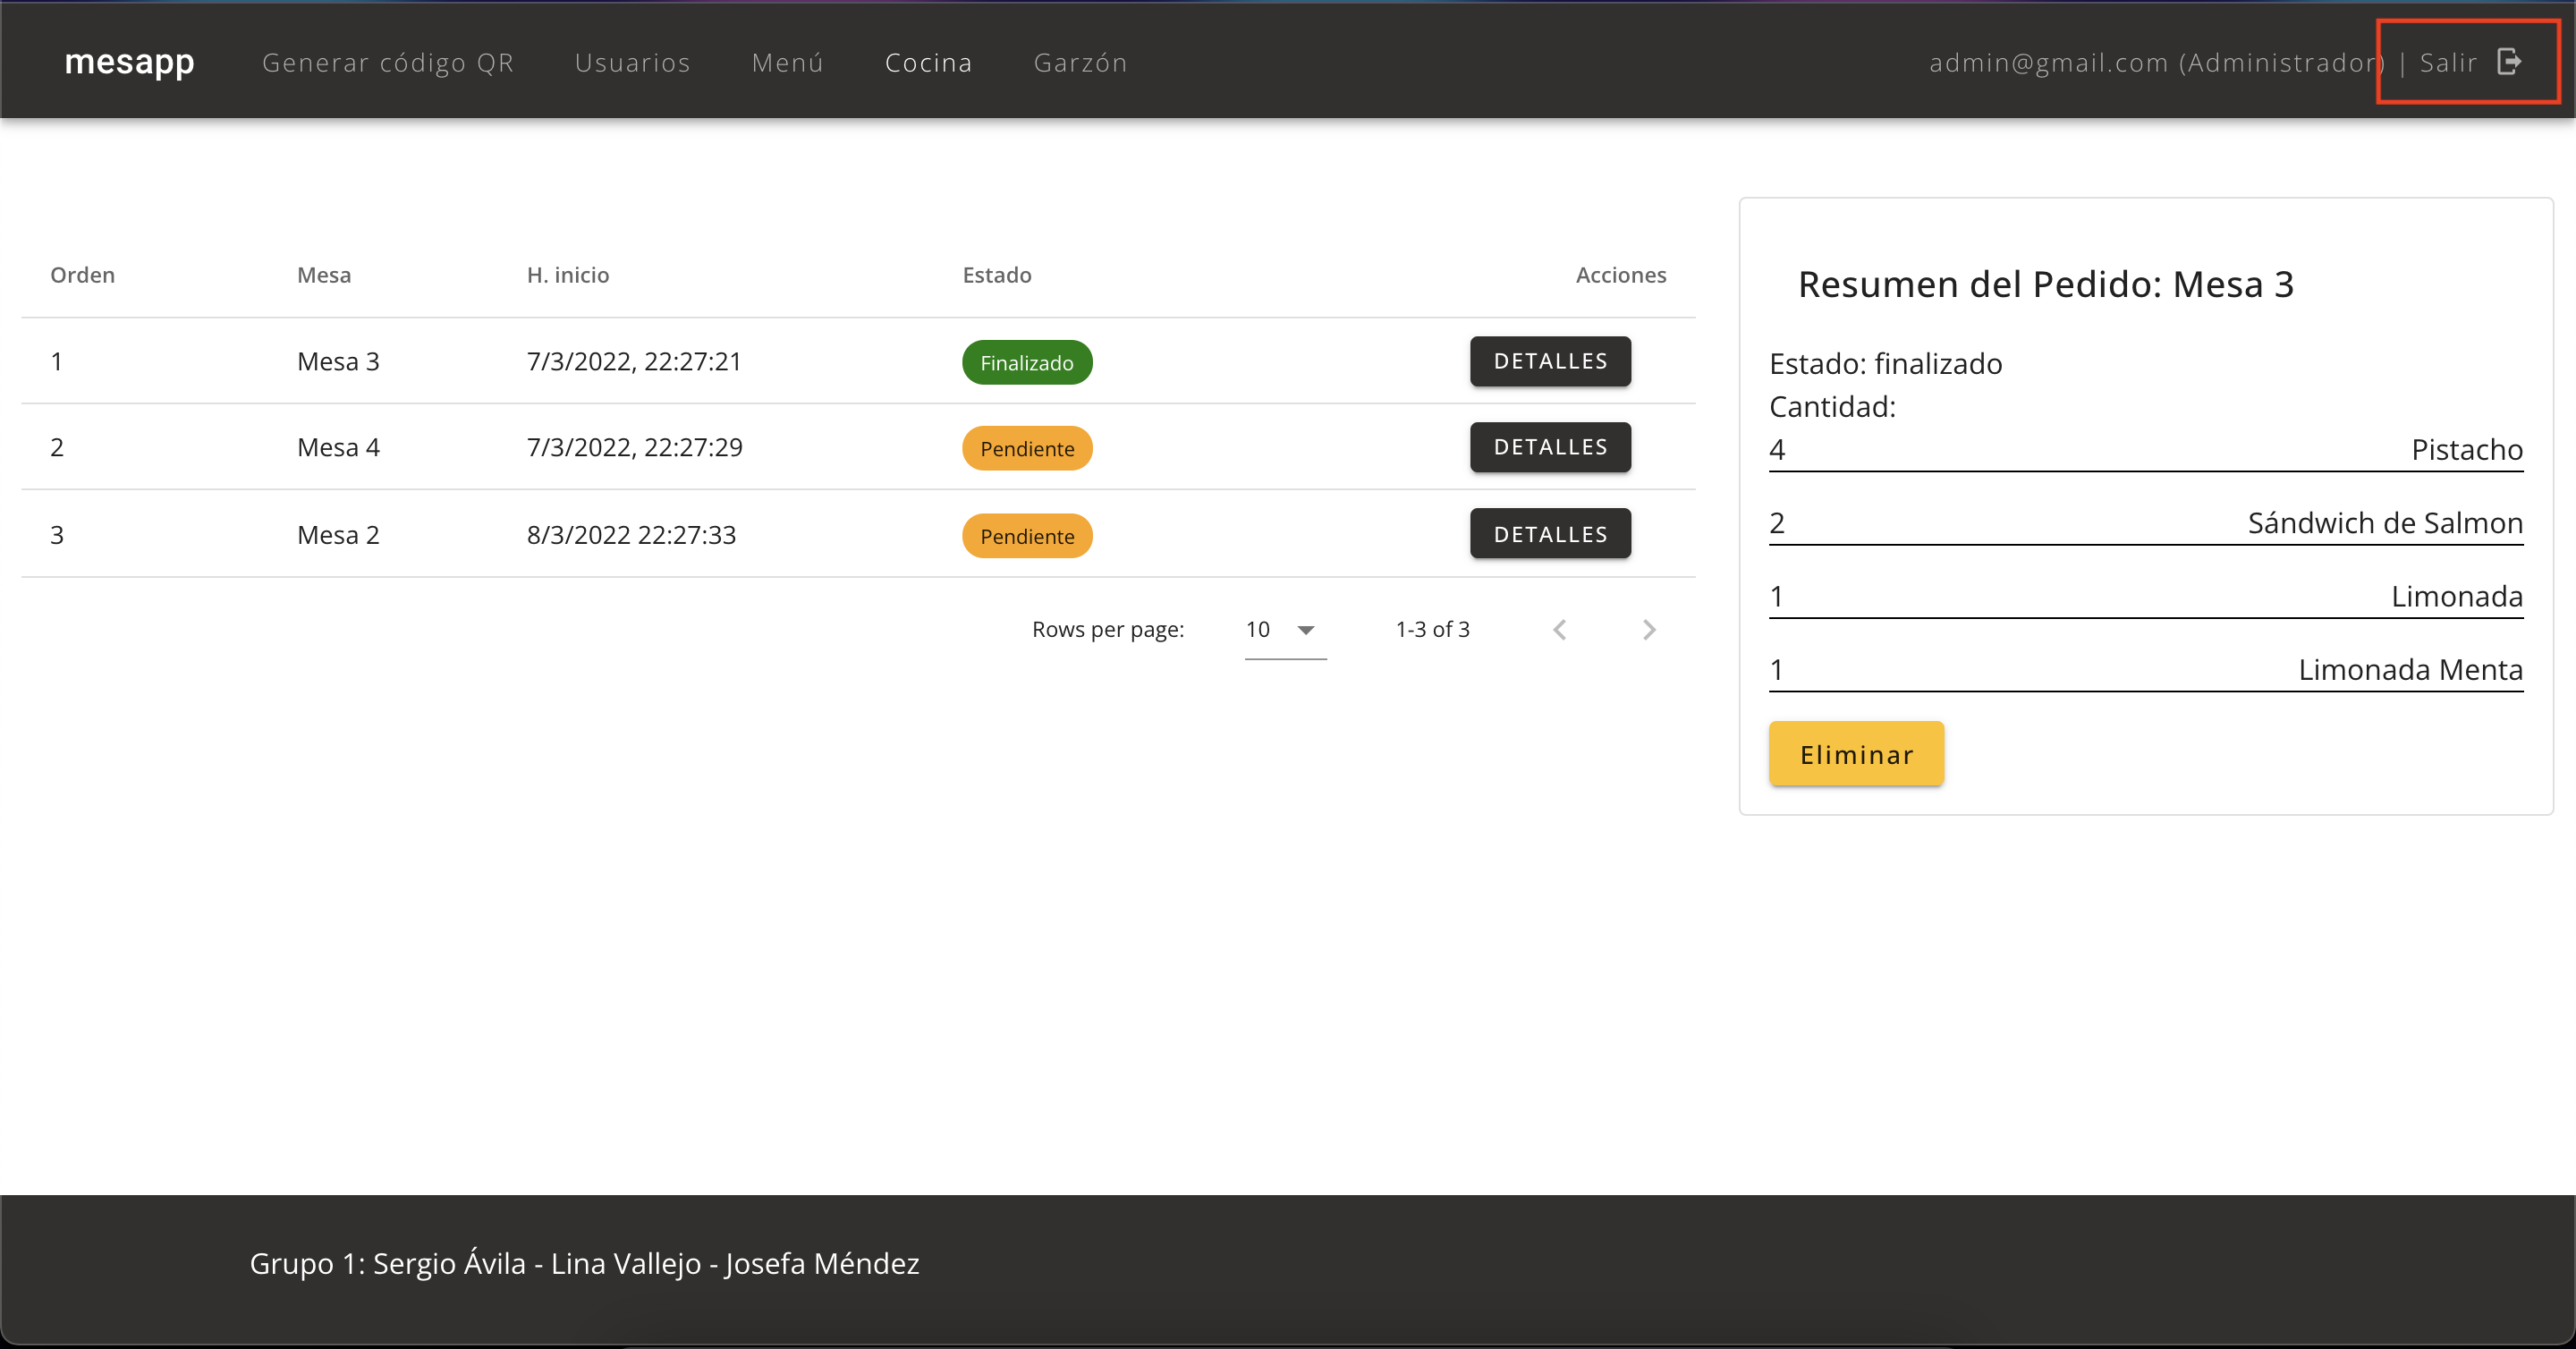 mesapp Generar código QR Usuarios Menú Cocina Garzón admin@gmail.com (Administrador) | Salir
Orden Mesa H. inicio Estado Acciones
1 Mesa 3 7/3/2022, 22:27:21 Finalizado DETALLES
2 Mesa 4 7/3/2022, 22:27:29 Pendiente DETALLES
3 Mesa 2 8/3/2022 22:27:33 Pendiente DETALLES
Rows per page: 10 1-3 of 3
Resumen del Pedido: Mesa 3
Estado: finalizado
Cantidad:
4 Pistacho
2 Sándwich de Salmon
1 Limonada
1 Limonada Menta
Eliminar
Grupo 1: Sergio Ávila - Lina Vallejo - Josefa Méndez